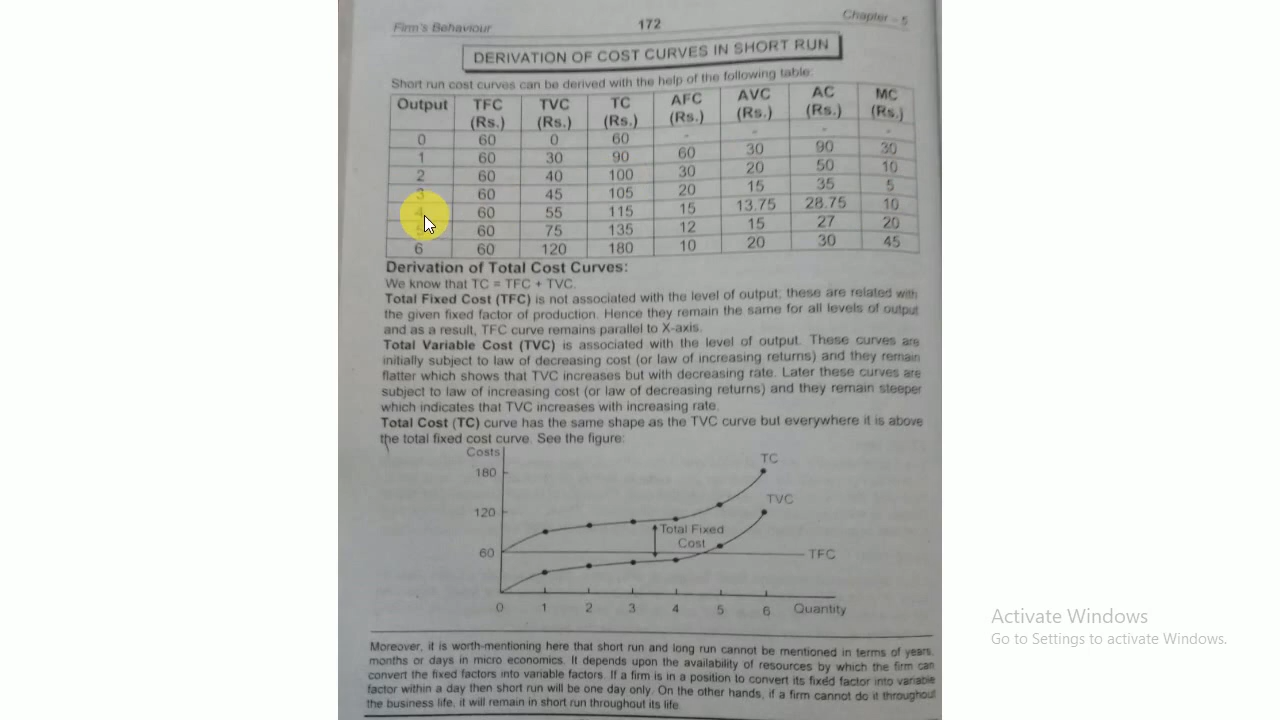 Firm's Behaviour 172 Chapter - 5
DERIVATION OF COST CURVES IN SHORT RUN
Short run cost curves can be derived with the help of the following table:
Output TFC (Rs.) TVC (Rs.) TC (Rs.) AFC (Rs.) AVC (Rs.) AC (Rs.) MC (Rs.)
0 60 0 60 - - - -
1 60 30 90 60 30 90 30
2 60 40 100 30 20 50 10
3 60 45 105 20 15 35 5
4 60 55 115 15 13.75 28.75 10
5 60 75 135 12 15 27 20
6 60 120 180 10 20 30 45
Derivation of Total Cost Curves:
We know that TC = TFC + TVC.
Total Fixed Cost (TFC) is not associated with the level of output; these are related with
the given fixed factor of production. Hence they remain the same for all levels of output
and as a result, TFC curve remains parallel to X-axis.
Total Variable Cost (TVC) is associated with the level of output. These curves are
initially subject to law of decreasing cost (or law of increasing returns) and they remain
flatter which shows that TVC increases but with decreasing rate. Later these curves are
subject to law of increasing cost (or law of decreasing returns) and they remain steeper
which indicates that TVC increases with increasing rate.
Total Cost (TC) curve has the same shape as the TVC curve but everywhere it is above
the total fixed cost curve. See the figure:
Costs
TC
180
TVC
120
Total Fixed
Cost
60
TFC
0 1 2 3 4 5 6 Quantity
Moreover, it is worth-mentioning here that short run and long run cannot be mentioned in terms of years,
months or days in micro economics. It depends upon the availability of resources by which the firm can
convert the fixed factors into variable factors. If a firm is in a position to convert its fixed factor into variable
factor within a day then short run will be one day only. On the other hands, if a firm cannot do it throughout
the business life, it will remain in short run throughout its life.
Activate Windows
Go to Settings to activate Windows.